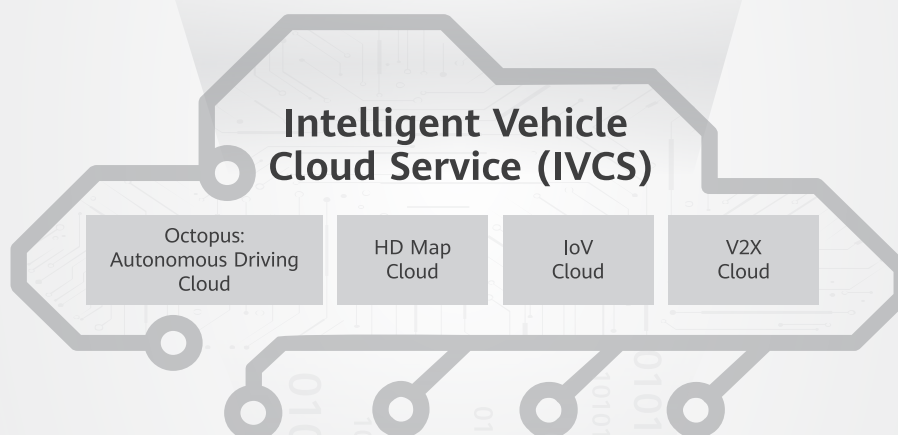 Intelligent Vehicle
Cloud Service (IVCS)
Octopus:
Autonomous Driving
Cloud
HD Map
Cloud
IoV
Cloud
V2X
Cloud